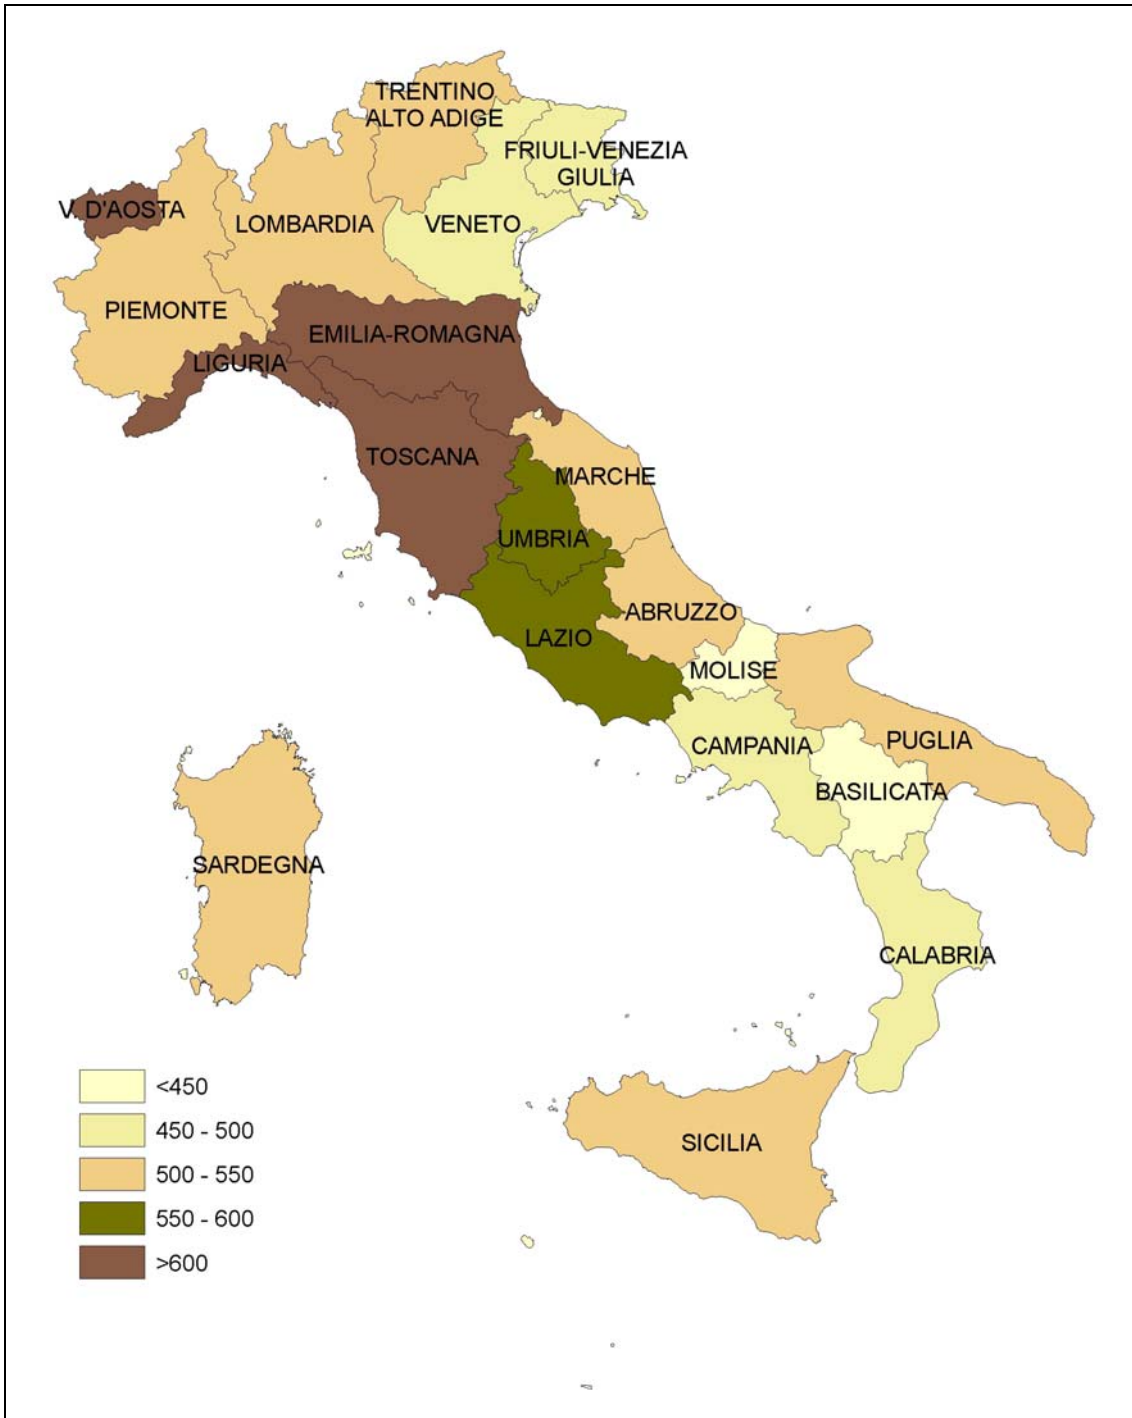 TRENTINO
ALTO ADIGE
FRIULI-VENEZIA
GIULIA
V. D'AOSTA
LOMBARDIA
VENETO
PIEMONTE
EMILIA-ROMAGNA
LIGURIA
TOSCANA
MARCHE
UMBRIA
ABRUZZO
LAZIO
MOLISE
CAMPANIA
PUGLIA
BASILICATA
SARDEGNA
CALABRIA
SICILIA
<450
450 - 500
500 - 550
550 - 600
>600